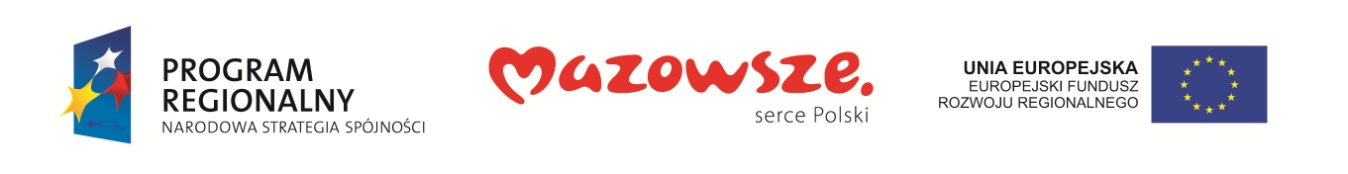 PROGRAM
REGIONALNY
NARODOWA STRATEGIA SPÓJNOŚCI
mazowsze.
serce Polski
UNIA EUROPEJSKA
EUROPEJSKI FUNDUSZ
ROZWOJU REGIONALNEGO